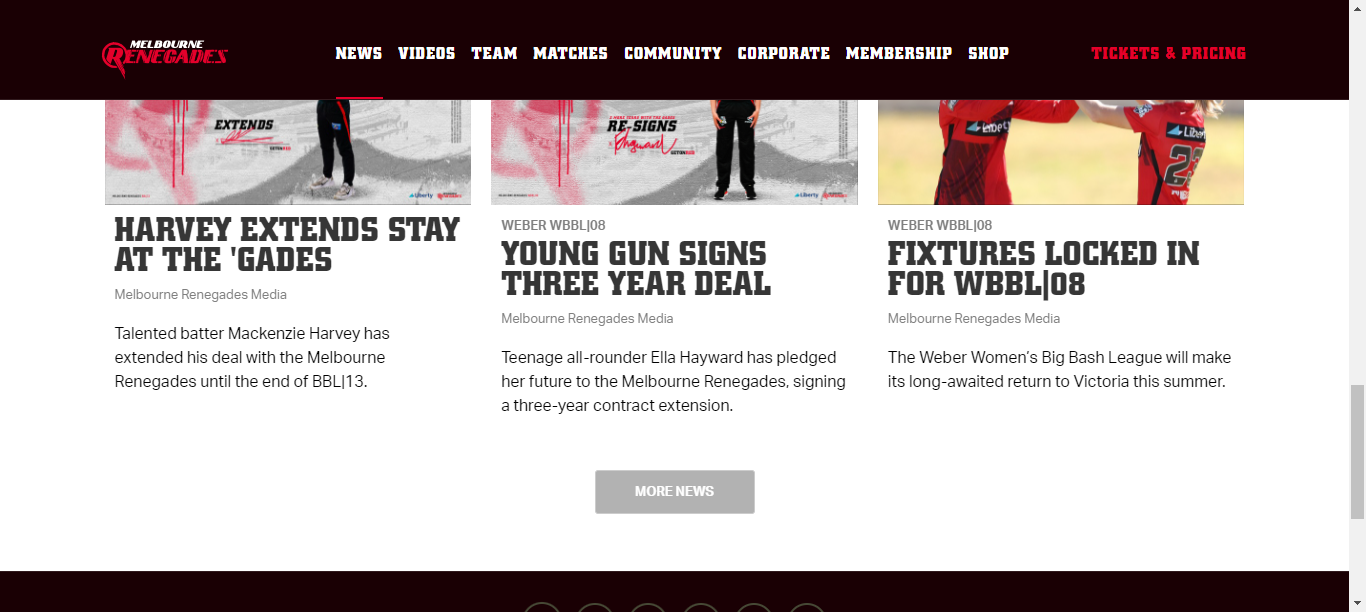 MELBOURNE
RENEGADES
NEWS VIDEOS TEAM MATCHES COMMUNITY CORPORATE MEMBERSHIP SHOP
TICKETS & PRICING
EXTENDS
RE-SIGNS
GETONRED
Liberty
Liberty
Liberty
23
HARVEY EXTENDS STAY
AT THE 'GADES
Melbourne Renegades Media
Talented batter Mackenzie Harvey has
extended his deal with the Melbourne
Renegades until the end of BBL|13.
WEBER WBBL|08
YOUNG GUN SIGNS
THREE YEAR DEAL
Melbourne Renegades Media
Teenage all-rounder Ella Hayward has pledged
her future to the Melbourne Renegades, signing
a three-year contract extension.
WEBER WBBL|08
FIXTURES LOCKED IN
FOR WBBL|08
Melbourne Renegades Media
The Weber Women’s Big Bash League will make
its long-awaited return to Victoria this summer.
MORE NEWS